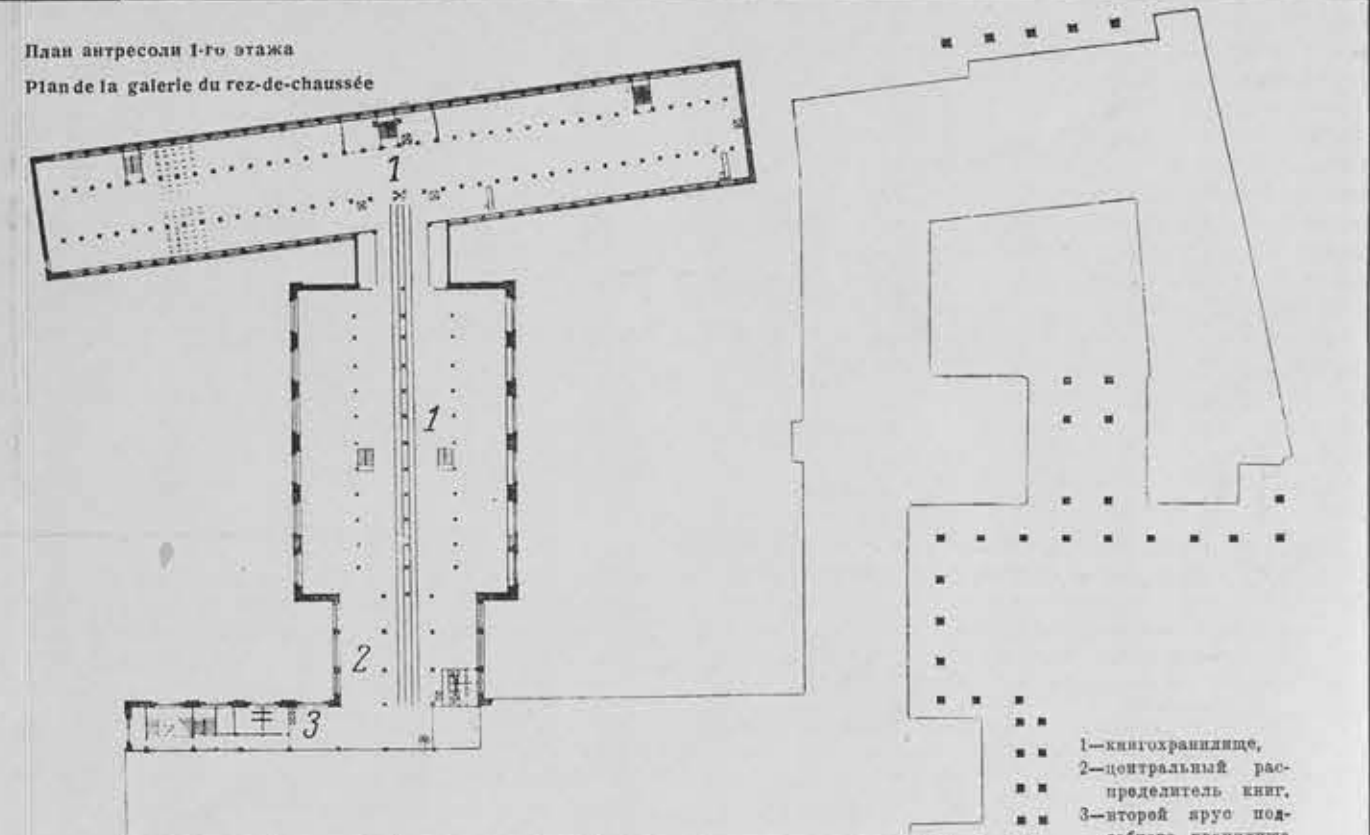 План антресоли 1-го этажа
Plan de la galerie du rez-de-chaussée
1
1
2
3
1—книгохранилище,
2—центральный рас-
пределитель книг,
3—второй ярус под-